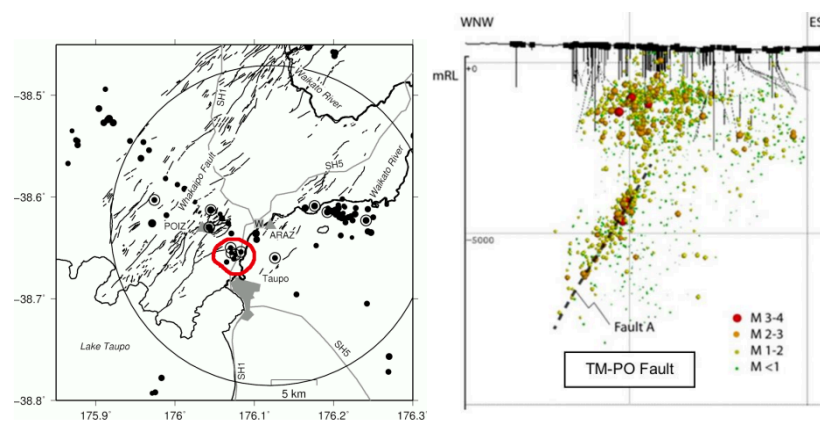 −38.5˙
−38.6˙
−38.7˙
−38.8˙
175.9˙
176˙
176.1˙
176.2˙
176.3˙
Waikato River
SH1
SH5
Waikato River
Whakaipo Fault
POIZ
W
ARAZ
Taupo
Lake Taupo
SH1
SH5
5 km
WNW
ES
mRL
+0
-5000
Fault A
M 3-4
M 2-3
M 1-2
M <1
TM-PO Fault